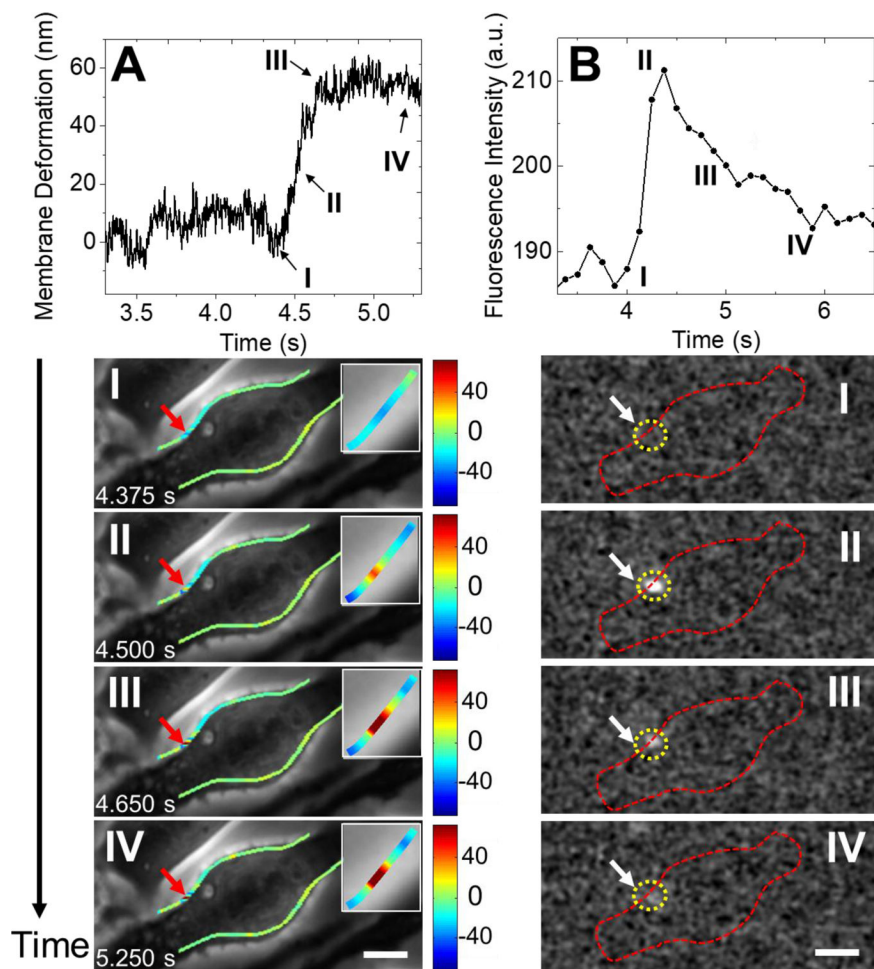 A
Membrane Deformation (nm)
60
40
20
0
3.5
4.0
4.5
5.0
Time (s)
I
II
III
IV
B
Fluorescence Intensity (a.u.)
210
200
190
4
5
6
Time (s)
I
II
III
IV
I
4.375 s
40
0
-40
I
II
4.500 s
40
0
-40
II
III
4.650 s
40
0
-40
III
IV
5.250 s
40
0
-40
IV
Time